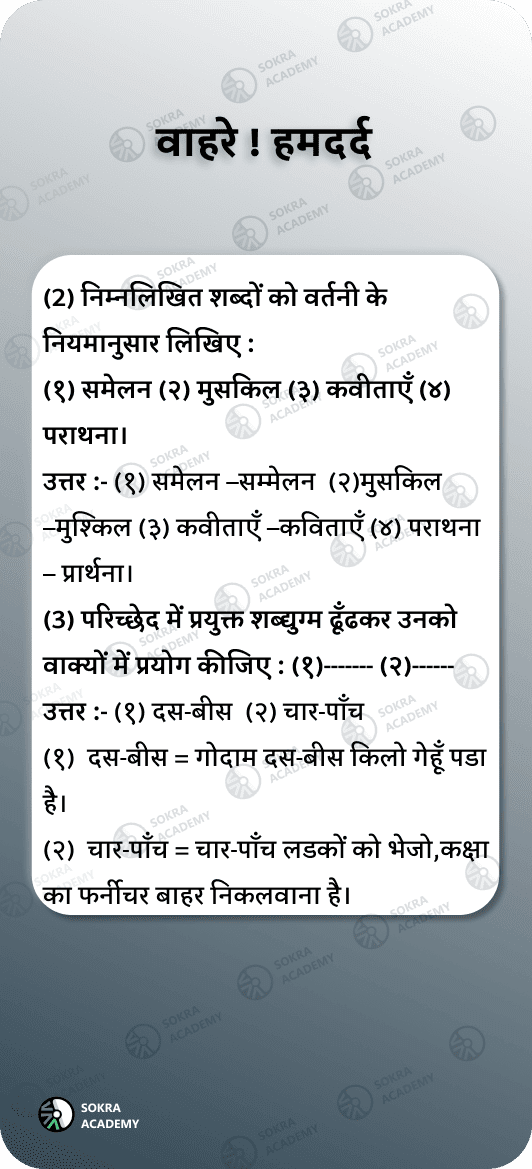 वाहरे ! हमदर्द
(2) निम्नलिखित शब्दों को वर्तनी के
नियमानुसार लिखिए :
(१) समेलन (२) मुसकिल (३) कवीताएँ (४)
पराथना।
उत्तर :- (१) समेलन –सम्मेलन (२)मुसकिल
–मुश्किल (३) कवीताएँ –कविताएँ (४) पराथना
– प्रार्थना।
(3) परिच्छेद में प्रयुक्त शब्द्युग्म ढूँढकर उनको
वाक्यों में प्रयोग कीजिए : (१)------- (२)------
उत्तर :- (१) दस-बीस (२) चार-पाँच
(१) दस-बीस = गोदाम दस-बीस किलो गेहूँ पडा
है।
(२) चार-पाँच = चार-पाँच लडकों को भेजो,कक्षा
का फर्नीचर बाहर निकलवाना है।
SOKRA
ACADEMY